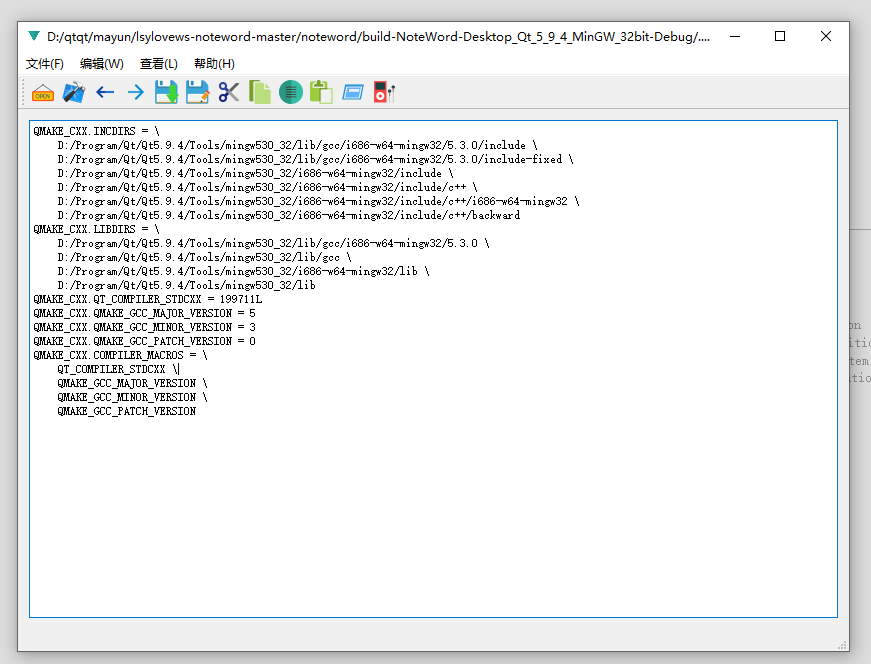 D:/qtqt/mayun/lsylovews-noteword-master/noteword/build-NoteWord-Desktop_Qt_5_9_4_MinGW_32bit-Debug/....
文件(F) 编辑(W) 查看(L) 帮助(H)
OPEN
QMAKE_CXX.INCDIRS = \
    D:/Program/Qt/Qt5.9.4/Tools/mingw530_32/lib/gcc/i686-w64-mingw32/5.3.0/include \
    D:/Program/Qt/Qt5.9.4/Tools/mingw530_32/lib/gcc/i686-w64-mingw32/5.3.0/include-fixed \
    D:/Program/Qt/Qt5.9.4/Tools/mingw530_32/i686-w64-mingw32/include \
    D:/Program/Qt/Qt5.9.4/Tools/mingw530_32/i686-w64-mingw32/include/c++ \
    D:/Program/Qt/Qt5.9.4/Tools/mingw530_32/i686-w64-mingw32/include/c++/i686-w64-mingw32 \
    D:/Program/Qt/Qt5.9.4/Tools/mingw530_32/i686-w64-mingw32/include/c++/backward
QMAKE_CXX.LIBDIRS = \
    D:/Program/Qt/Qt5.9.4/Tools/mingw530_32/lib/gcc/i686-w64-mingw32/5.3.0 \
    D:/Program/Qt/Qt5.9.4/Tools/mingw530_32/lib/gcc \
    D:/Program/Qt/Qt5.9.4/Tools/mingw530_32/i686-w64-mingw32/lib \
    D:/Program/Qt/Qt5.9.4/Tools/mingw530_32/lib
QMAKE_CXX.QT_COMPILER_STDCXX = 199711L
QMAKE_CXX.QMAKE_GCC_MAJOR_VERSION = 5
QMAKE_CXX.QMAKE_GCC_MINOR_VERSION = 3
QMAKE_CXX.QMAKE_GCC_PATCH_VERSION = 0
QMAKE_CXX.COMPILER_MACROS = \
    QT_COMPILER_STDCXX \
    QMAKE_GCC_MAJOR_VERSION \
    QMAKE_GCC_MINOR_VERSION \
    QMAKE_GCC_PATCH_VERSION